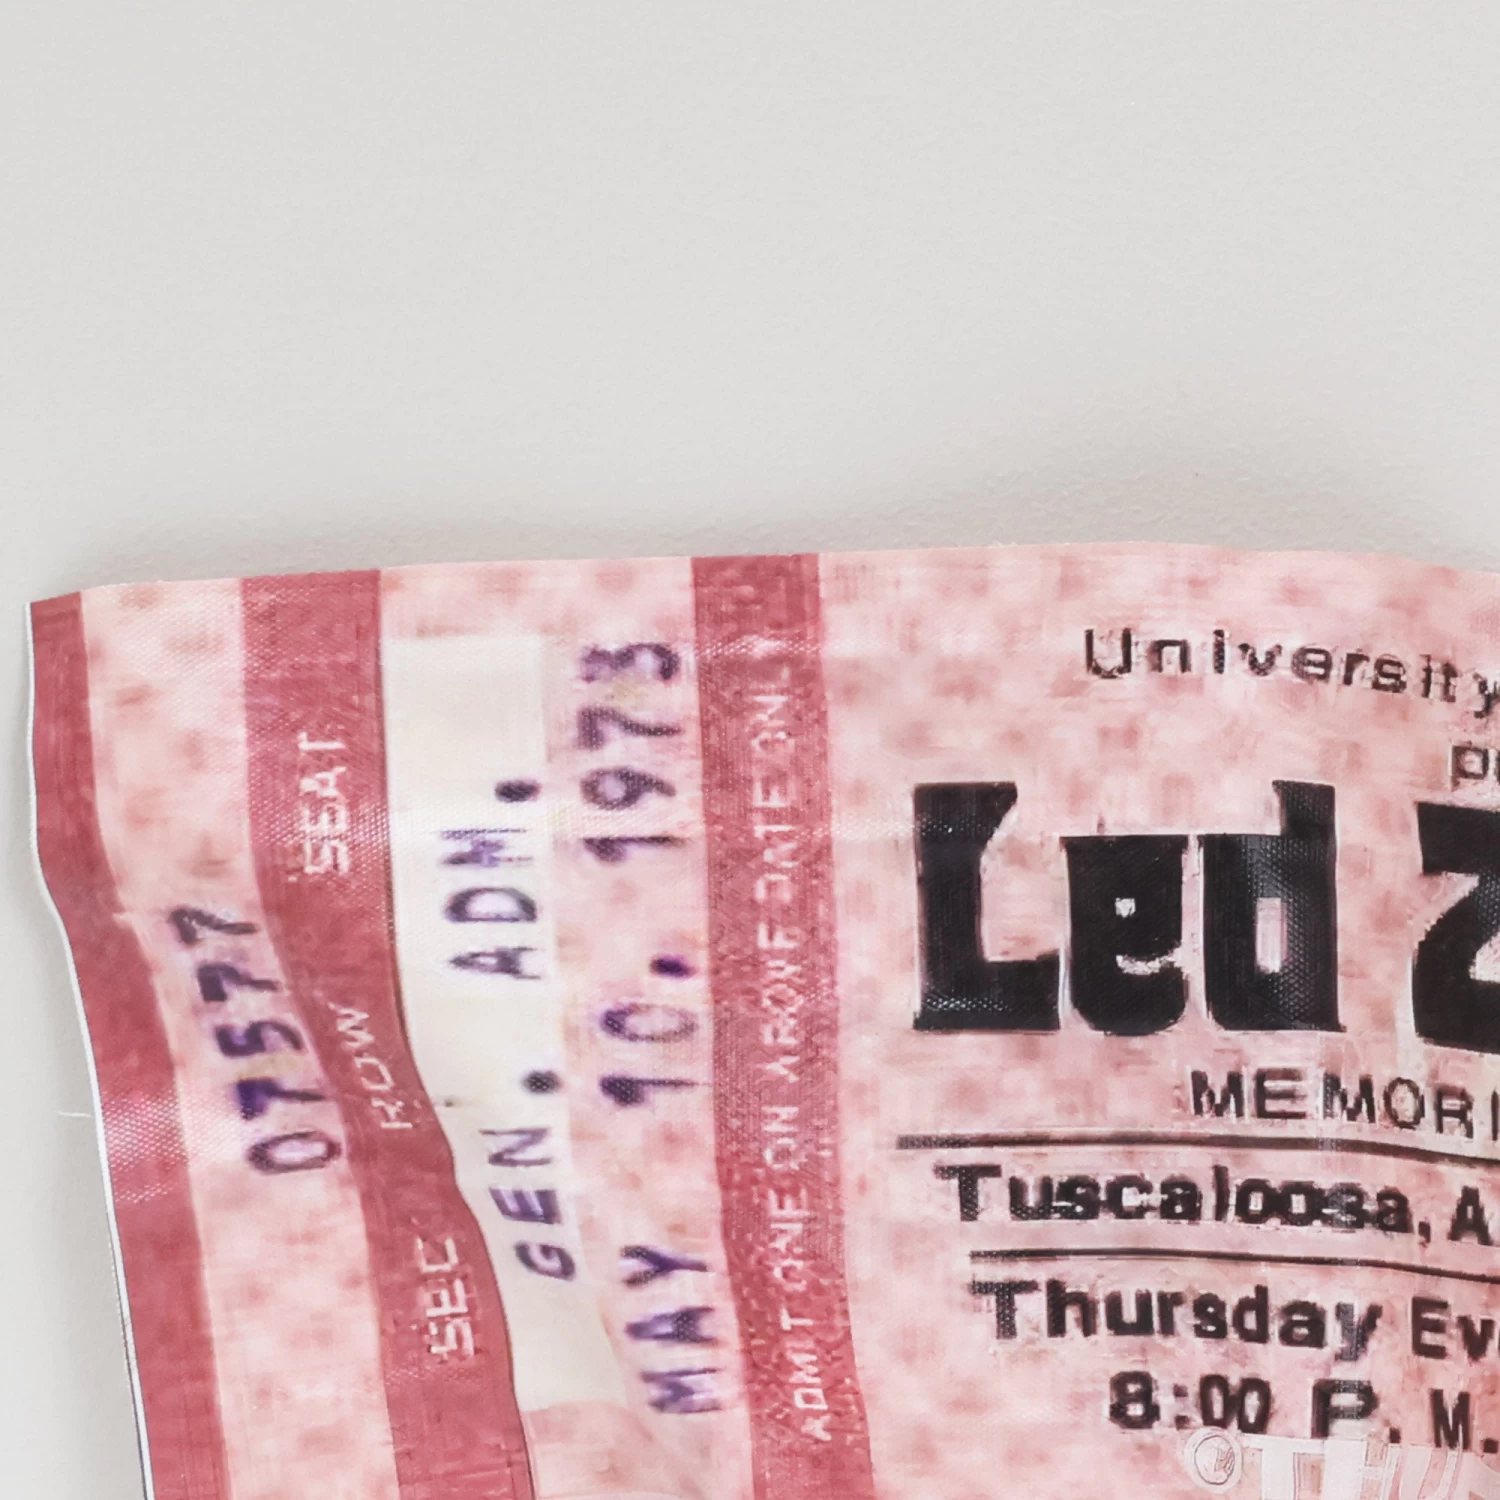 07577
SEC ROW SEAT
GEN. ADM.
MAY 10. 1973
ADMIT ONE ON ABOVE DATE ONLY
University
Led Z
MEMORI
Tuscaloosa, A
Thursday Ev
8:00 P. M.